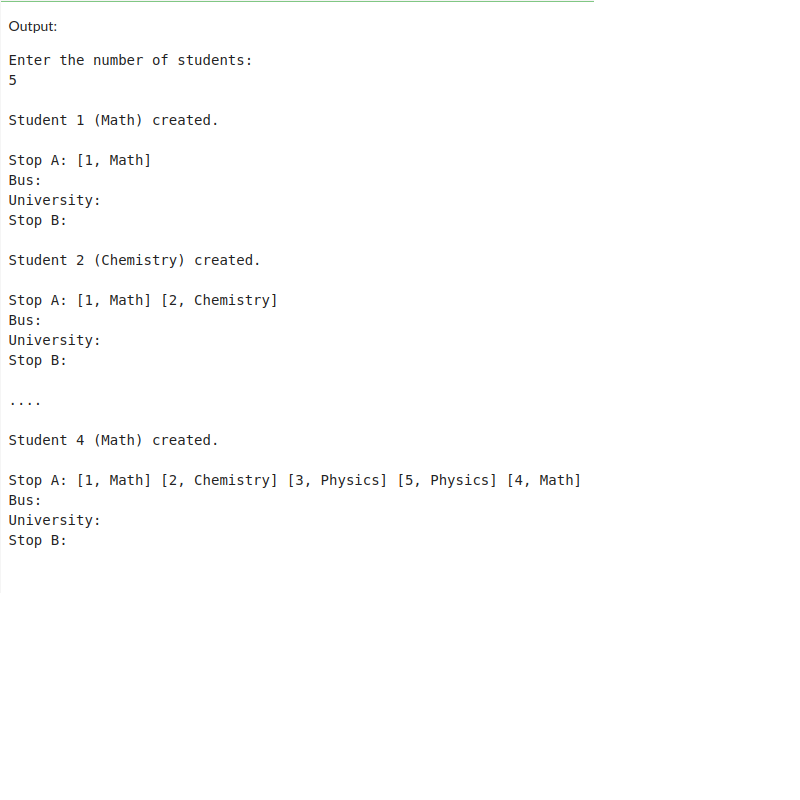 Output:
Enter the number of students:
5
Student 1 (Math) created.
Stop A: [1, Math]
Bus:
University:
Stop B:
Student 2 (Chemistry) created.
Stop A: [1, Math] [2, Chemistry]
Bus:
University:
Stop B:
....
Student 4 (Math) created.
Stop A: [1, Math] [2, Chemistry] [3, Physics] [5, Physics] [4, Math]
Bus:
University:
Stop B: